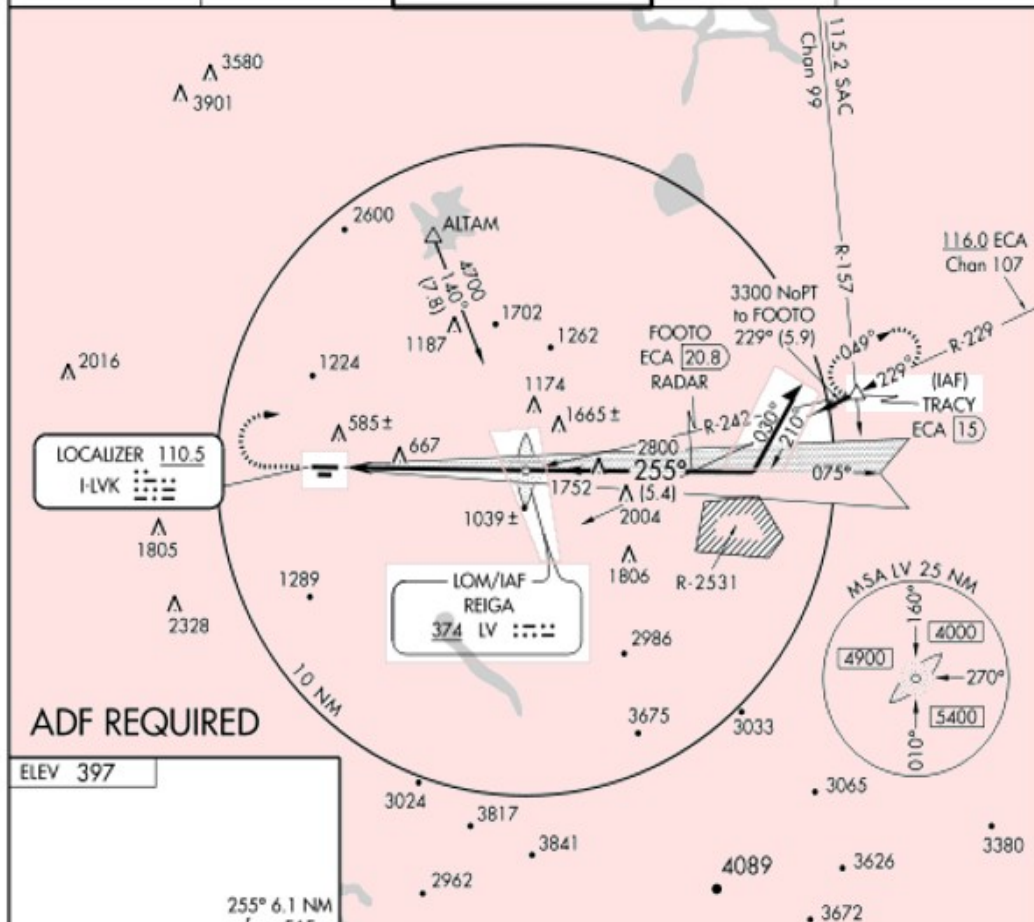 3580
3901
115.2 SAC
Chan 99
2600
ALTAM
4700
140°
(7.8)
R-157
116.0 ECA
Chan 107
3300 NoPT
to FOOTO
229° (5.9)
1702
1187
1262
FOOTO
ECA 20.8
RADAR
049°
R-229
229°
2016
1224
1174
(IAF)
TRACY
ECA 15
585 ±
1665 ±
R-242
030°
210°
667
2800
255°
075°
LOCALIZER 110.5
I-LVK
1752
(5.4)
2004
1039 ±
1805
1806
R-2531
1289
LOM/IAF
REIGA
374 LV
2328
MSA LV 25 NM
190°
4000
4900
270°
5400
010°
2986
10 NM
3675
3033
ADF REQUIRED
ELEV 397
3024
3817
3841
3065
3380
4089
3626
2962
3672
255° 6.1 NM